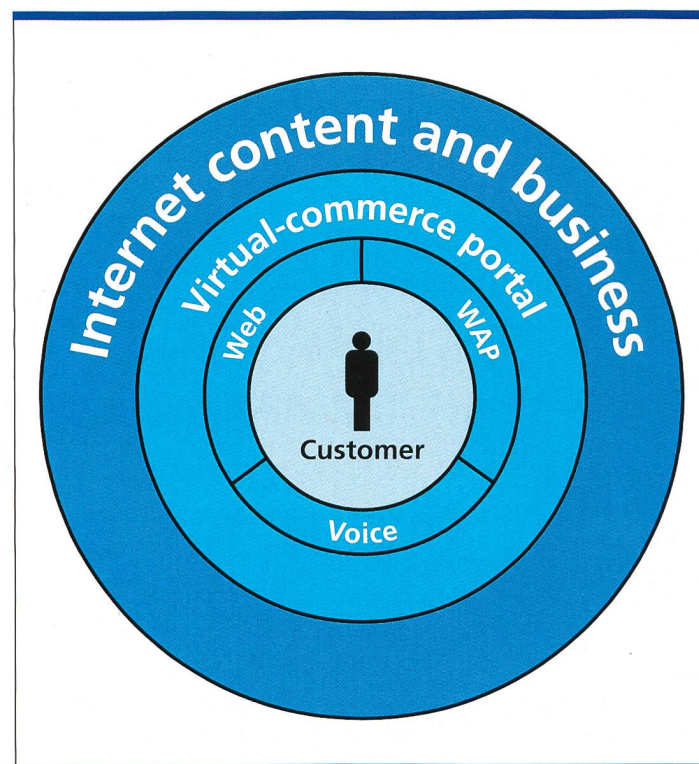 Internet content and business
Virtual-commerce portal
Web
WAP
Customer
Voice